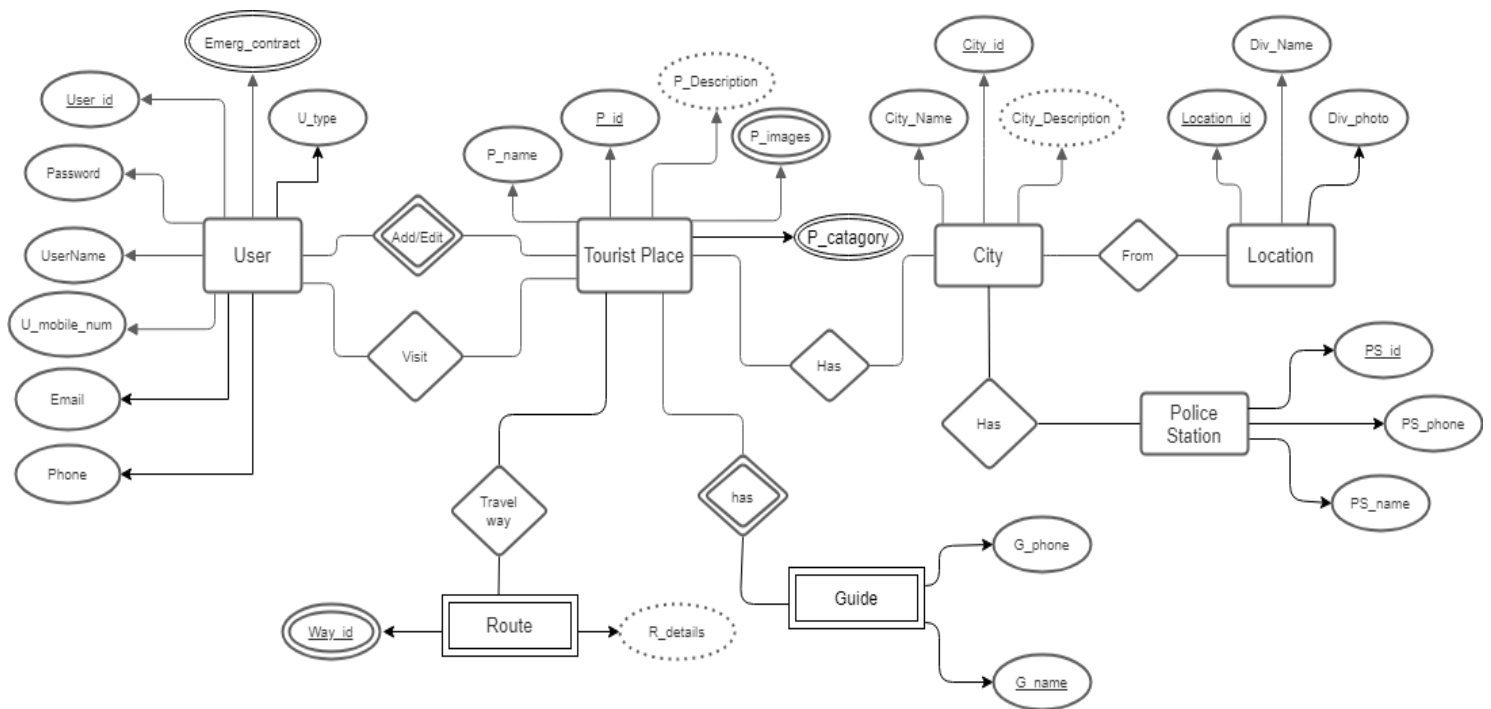 Emerg_contract
User_id
U_type
Password
UserName
U_mobile_num
Email
Phone
User
Add/Edit
Visit
P_name
P_id
P_Description
P_images
P_catagory
Tourist Place
Has
City_Name
City_id
City_Description
City
From
Location_id
Div_Name
Div_photo
Location
Has
Police
Station
PS_id
PS_phone
PS_name
Travel
way
has
Way_id
Route
R_details
Guide
G_phone
G_name